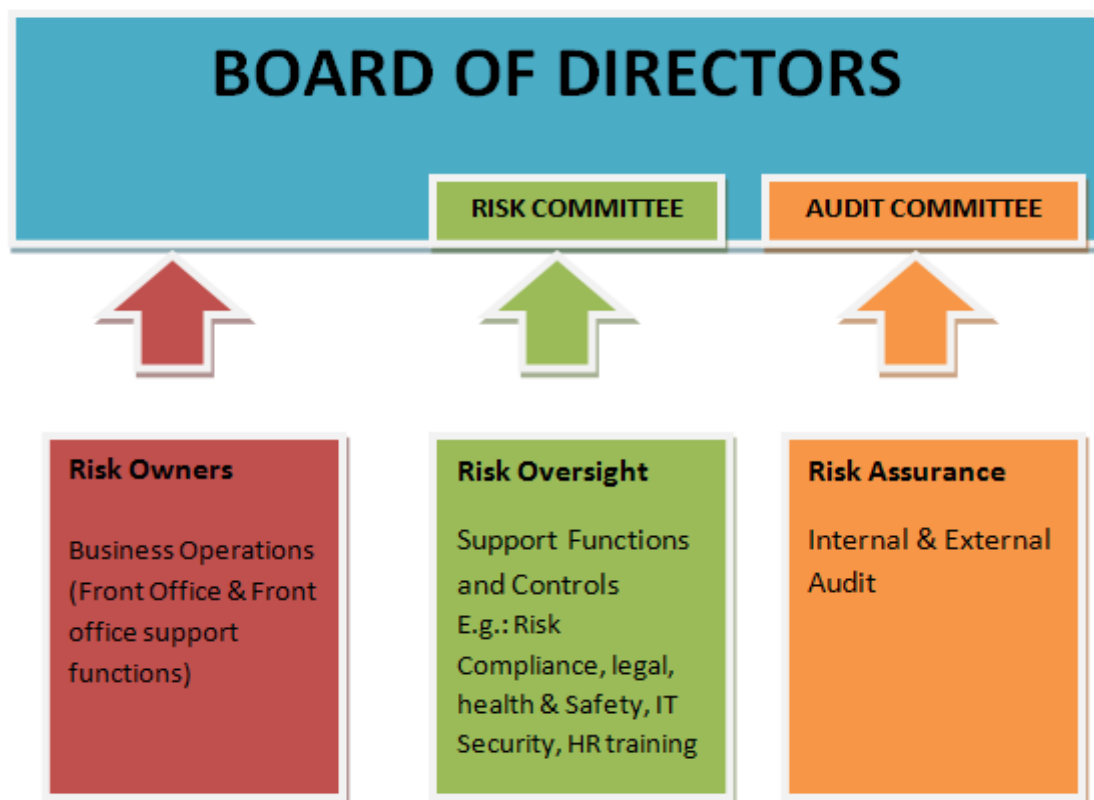 BOARD OF DIRECTORS
RISK COMMITTEE
AUDIT COMMITTEE
Risk Owners
Business Operations
(Front Office & Front
office support
functions)
Risk Oversight
Support Functions
and Controls
E.g.: Risk
Compliance, legal,
health & Safety, IT
Security, HR training
Risk Assurance
Internal & External
Audit